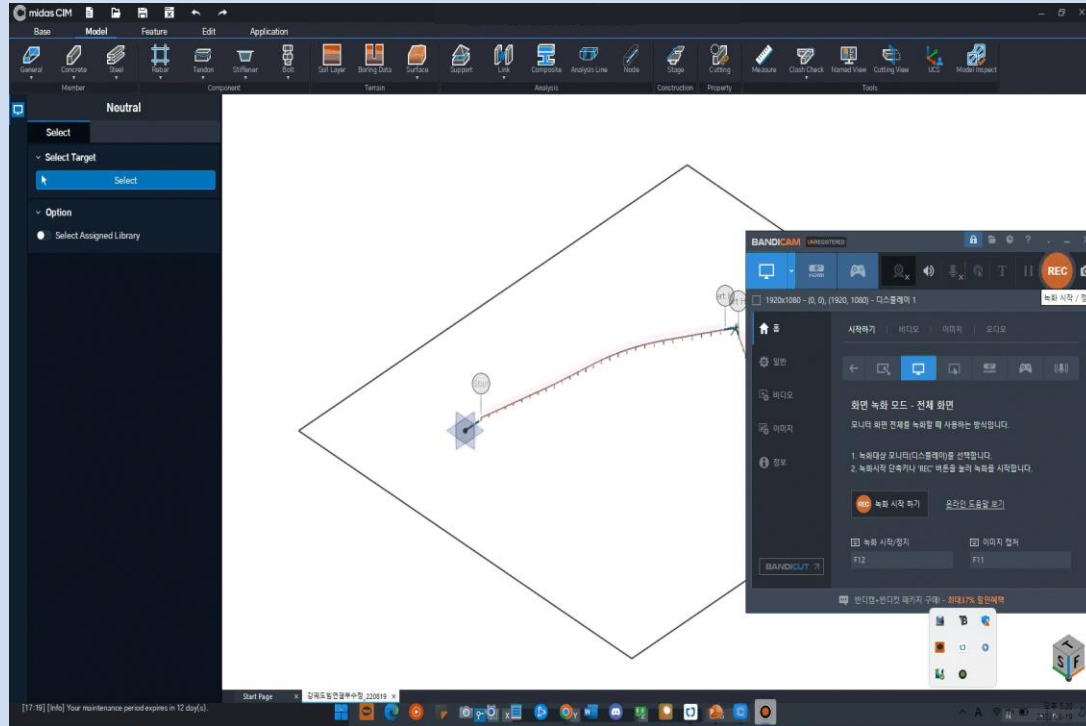 midas CIM
Base Model Feature Edit Application
General Concrete Steel Rebar Tendon Stiffener Bolt Soil Layer Boring Data Surface Support Link Composite Analysis Line Node Stage Cutting Measure Clash Check Named View Cutting View UCS Model Inspect
Member Component Terrain Analysis Construction Property Tools
Neutral
Select
Select Target
Select
Option
Select Assigned Library
Start
BANDICAM UNREGISTERED
REC
1920x1080 - (0, 0), (1920, 1080) - 디스플레이 1
녹화 시작 / 정
홈
시작하기 비디오 이미지 오디오
일반
비디오
이미지
정보
화면 녹화 모드 - 전체 화면
모니터 화면 전체를 녹화할 때 사용하는 방식입니다.
1. 녹화대상 모니터(디스플레이)를 선택합니다.
2. 녹화시작 단축키나 'REC' 버튼을 눌러 녹화를 시작합니다.
REC 녹화 시작 하기 온라인 도움말 보기
녹화 시작/정지 이미지 캡처
F12 F11
BANDICUT
반디캠+반디컷 패키지 구매! - 최대37% 할인혜택
T
S F
Start Page
[17:19] [Info] Your maintenance period expires in 12 day(s).
A